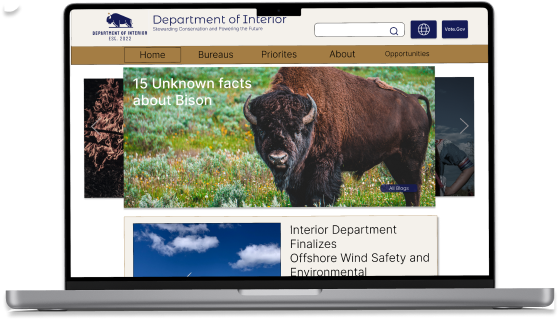 Department of Interior
Stewarding Conservation and Powering the Future
DEPARTMENT OF INTERIOR
EST. 2022
Vote.Gov
Home
Bureaus
Priorites
About
Opportunities
15 Unknown facts
about Bison
All Blogs
Interior Department
Finalizes
Offshore Wind Safety and
Environmental